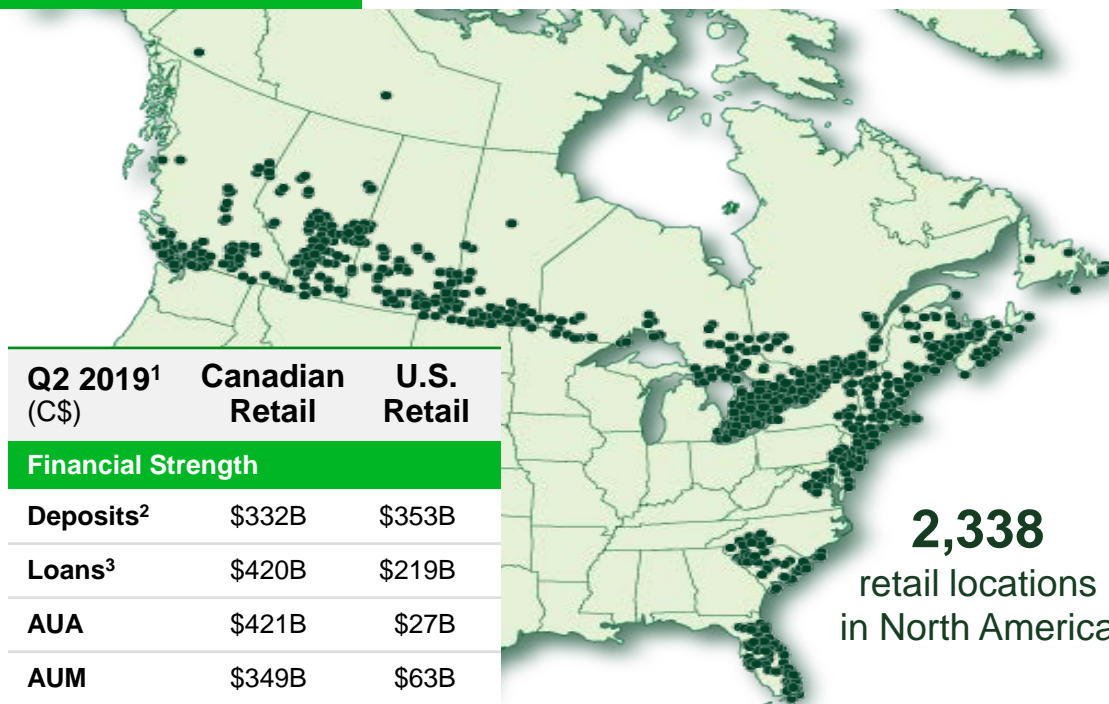 Q2 2019¹ Canadian U.S.
(C$) Retail Retail
Financial Strength
Deposits² $332B $353B
Loans³ $420B $219B
AUA $421B $27B
AUM $349B $63B
2,338
retail locations
in North America